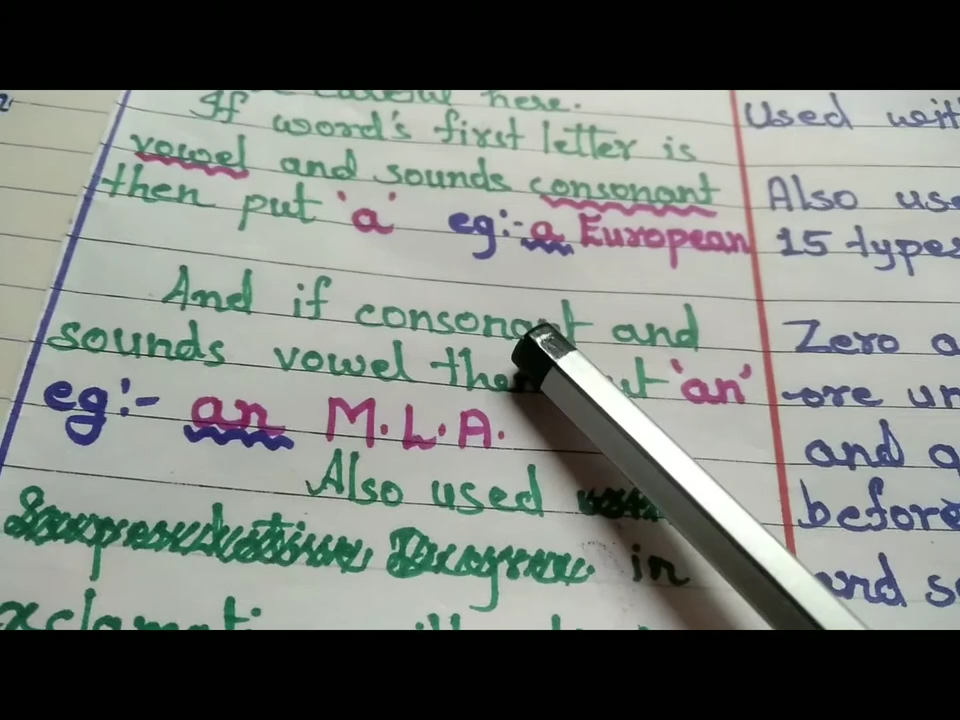 here.
If word's first letter is
vowel and sounds consonant
then put 'a' eg:- a European
And if consonant and
sounds vowel then put 'an'
eg:- an M.L.A.
Also used
in
Used
Also
15 types
Zero
and
before
and